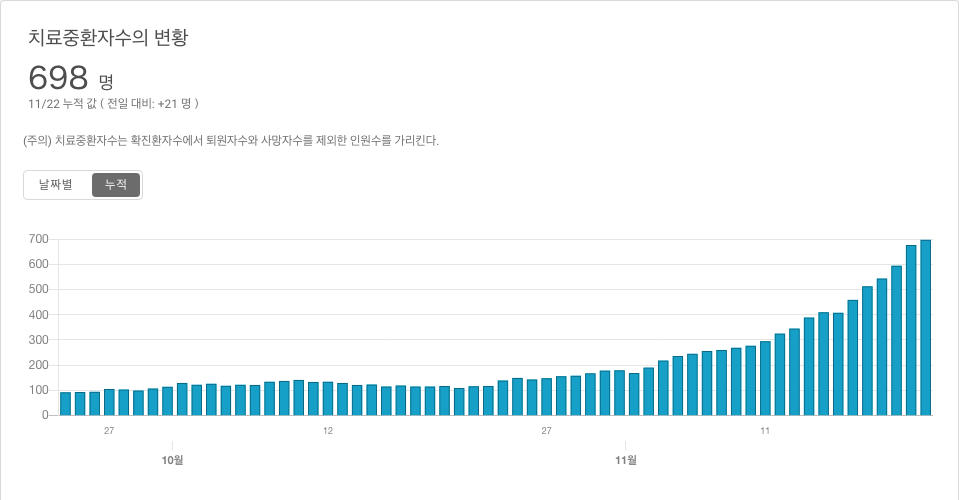 치료중환자수의 변황
698 명
11/22 누적 값 ( 전일 대비: +21 명 )
(주의) 치료중환자수는 확진환자수에서 퇴원자수와 사망자수를 제외한 인원수를 가리킨다.
날짜별 누적
700
600
500
400
300
200
100
0
27 12 27 11
10월 11월